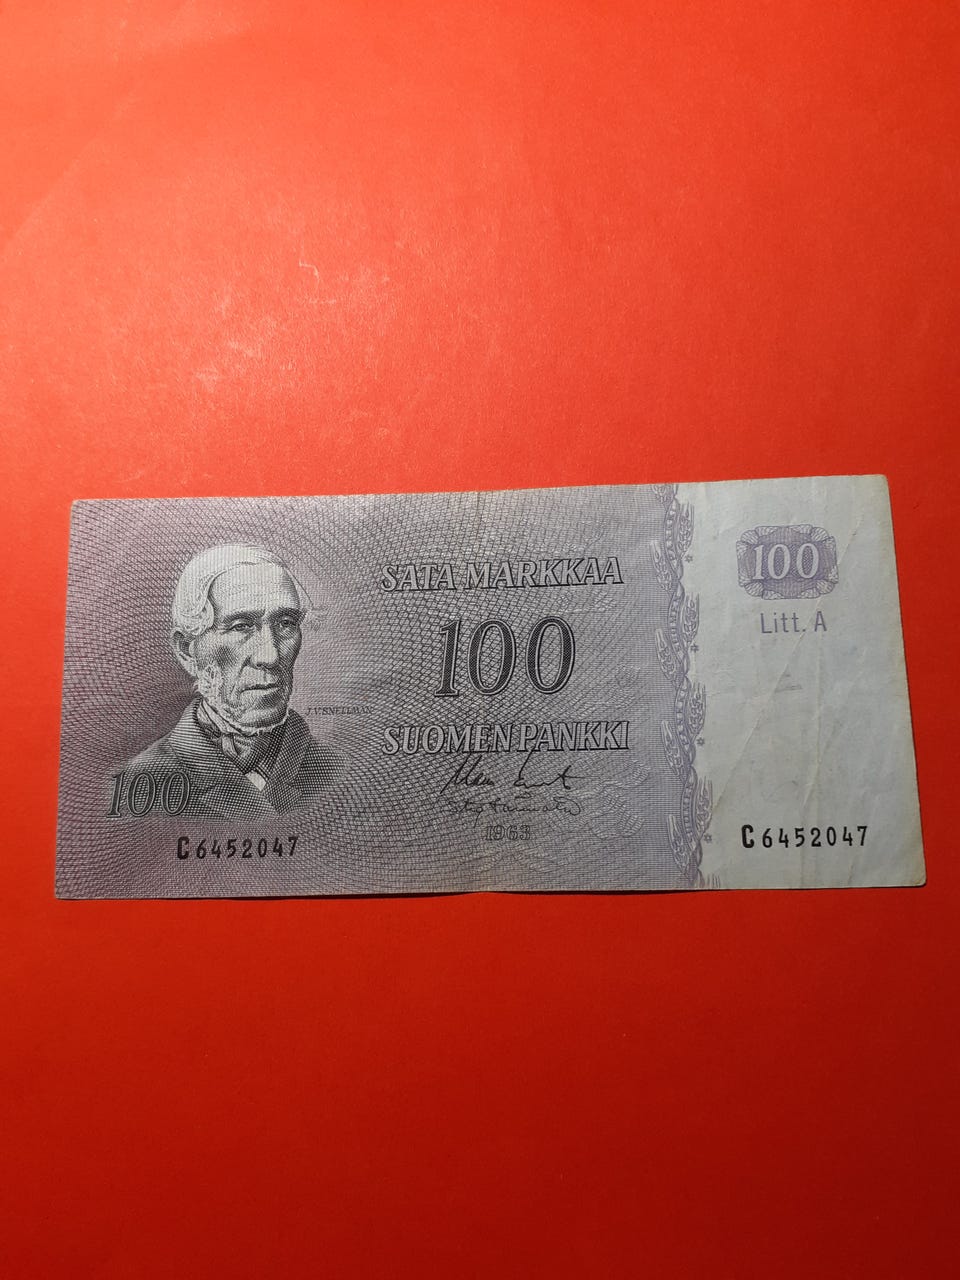 SATA MARKKAA
100
SUOMEN PANKKI
1963
J.V.SNELLMAN
100
C6452047
100
Litt. A
C6452047